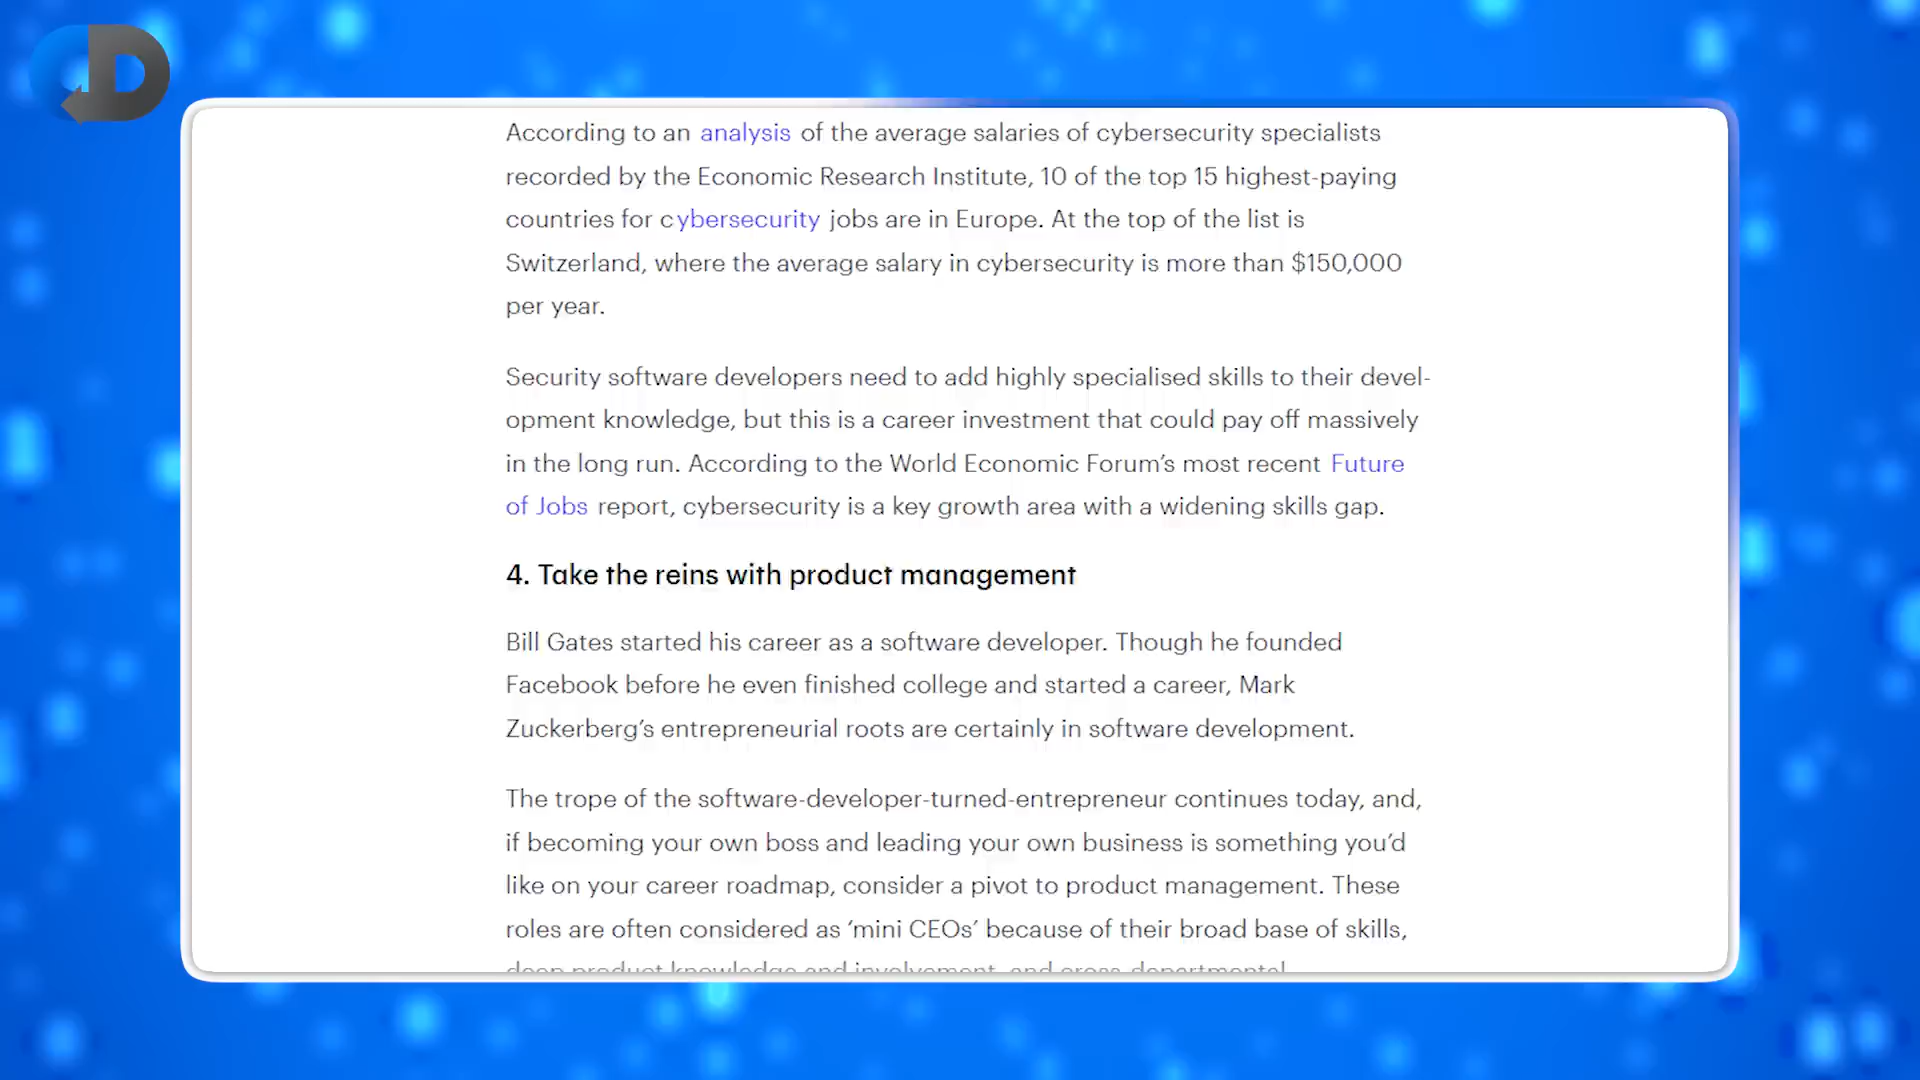 According to an analysis of the average salaries of cybersecurity specialists
recorded by the Economic Research Institute, 10 of the top 15 highest-paying
countries for cybersecurity jobs are in Europe. At the top of the list is
Switzerland, where the average salary in cybersecurity is more than $150,000
per year.
Security software developers need to add highly specialised skills to their devel-
opment knowledge, but this is a career investment that could pay off massively
in the long run. According to the World Economic Forum’s most recent Future
of Jobs report, cybersecurity is a key growth area with a widening skills gap.
4. Take the reins with product management
Bill Gates started his career as a software developer. Though he founded
Facebook before he even finished college and started a career, Mark
Zuckerberg’s entrepreneurial roots are certainly in software development.
The trope of the software-developer-turned-entrepreneur continues today, and,
if becoming your own boss and leading your own business is something you’d
like on your career roadmap, consider a pivot to product management. These
roles are often considered as ‘mini CEOs’ because of their broad base of skills,
deep product knowledge and involvement, and cross-departmental